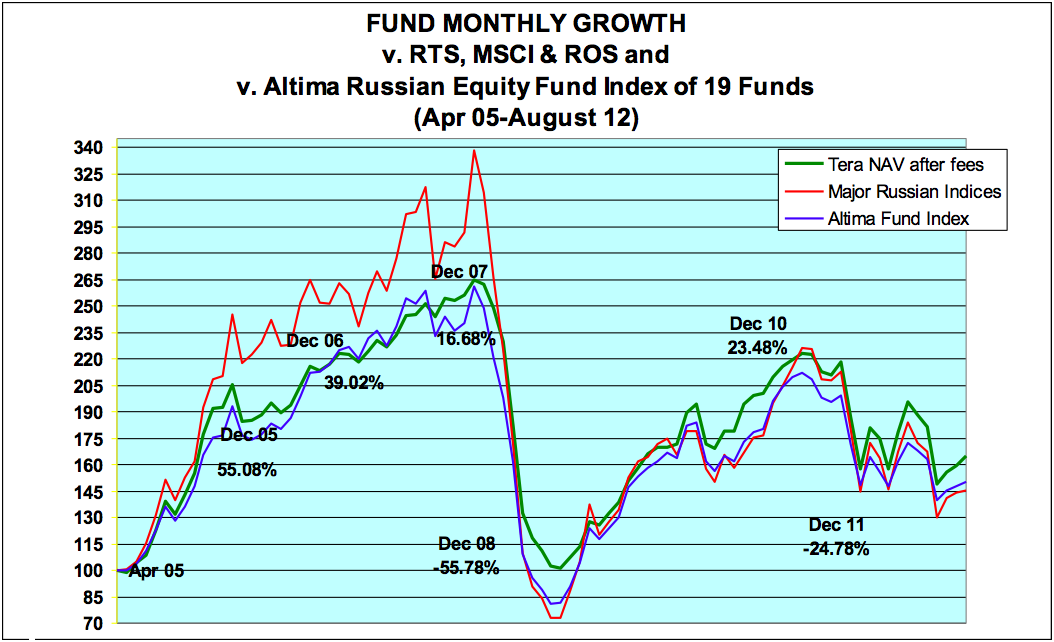 FUND MONTHLY GROWTH
v. RTS, MSCI & ROS and
v. Altima Russian Equity Fund Index of 19 Funds
(Apr 05-August 12)
340
325
310
295
280
265
250
235
220
205
190
175
160
145
130
115
100
85
70
Tera NAV after fees
Major Russian Indices
Altima Fund Index
Apr 05
Dec 05
55.08%
Dec 06
39.02%
Dec 07
16.68%
Dec 08
-55.78%
Dec 10
23.48%
Dec 11
-24.78%